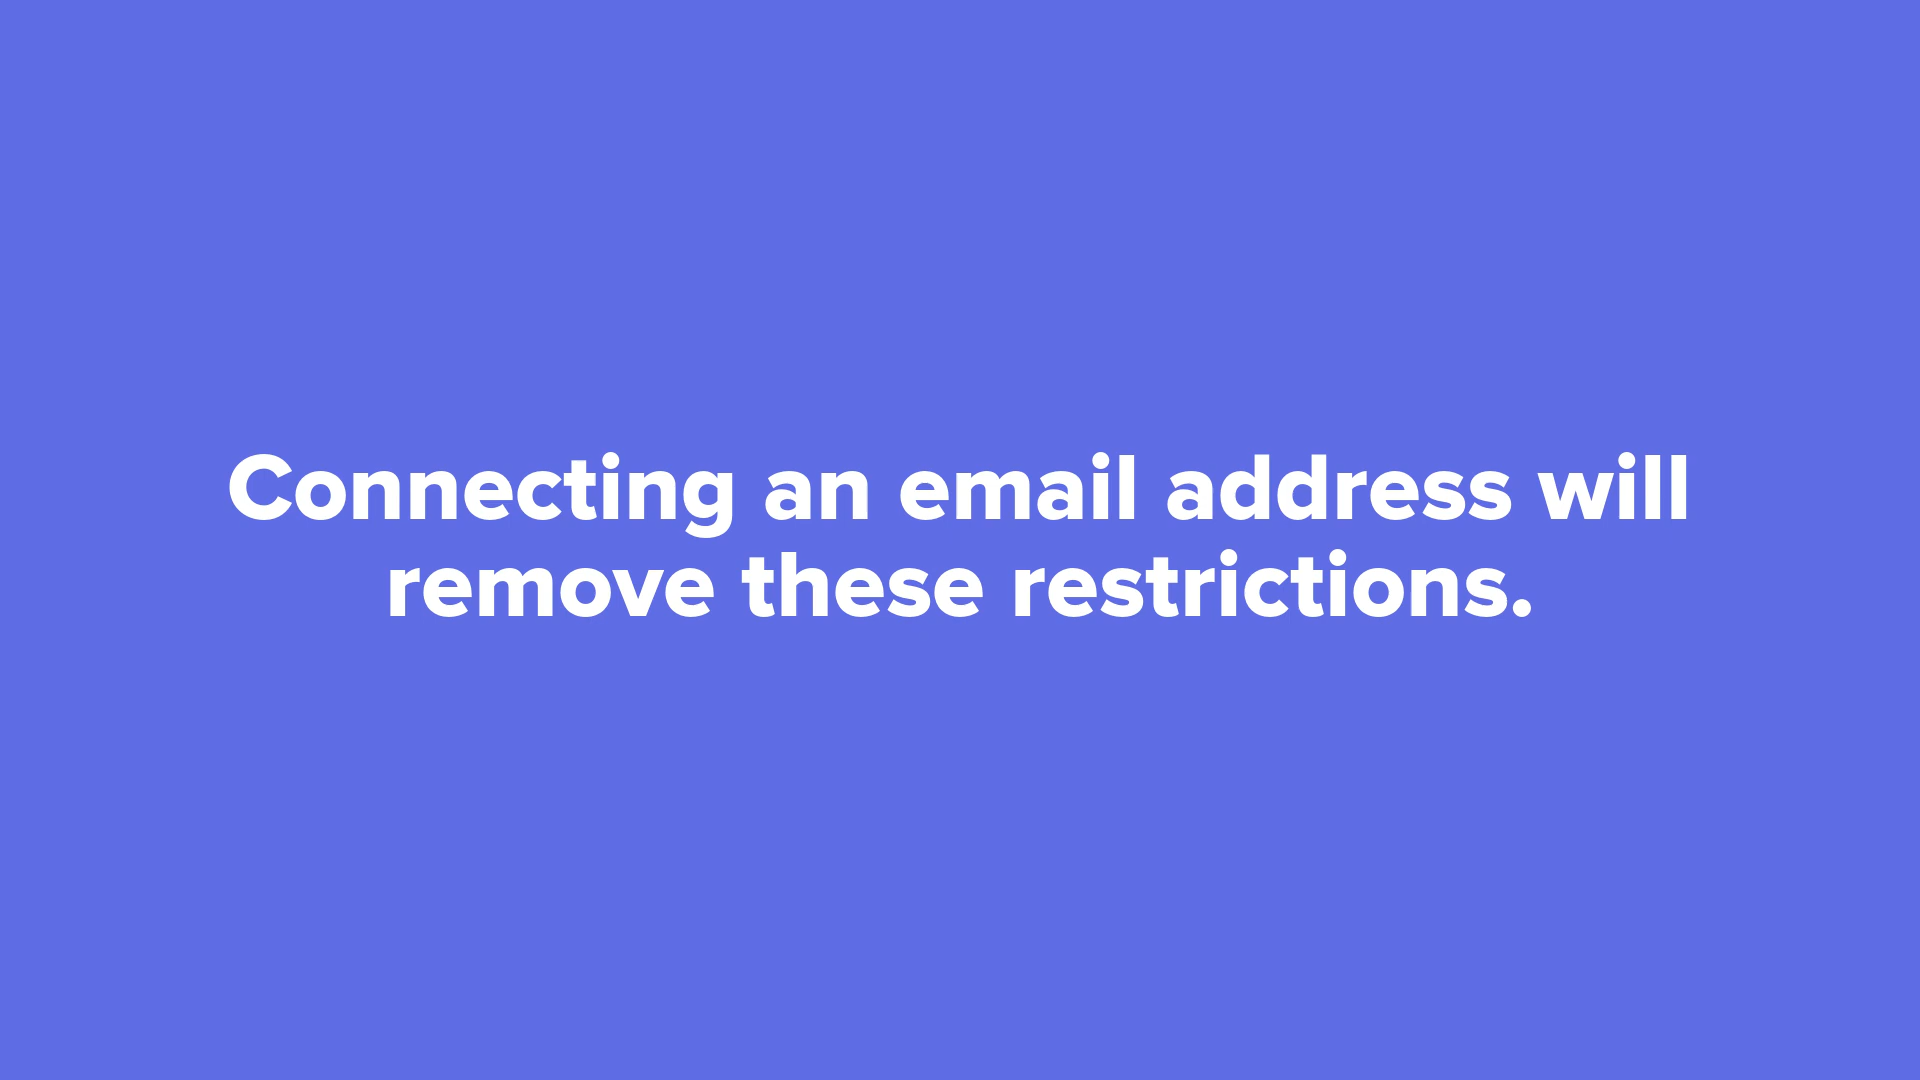 Connecting an email address will
remove these restrictions.